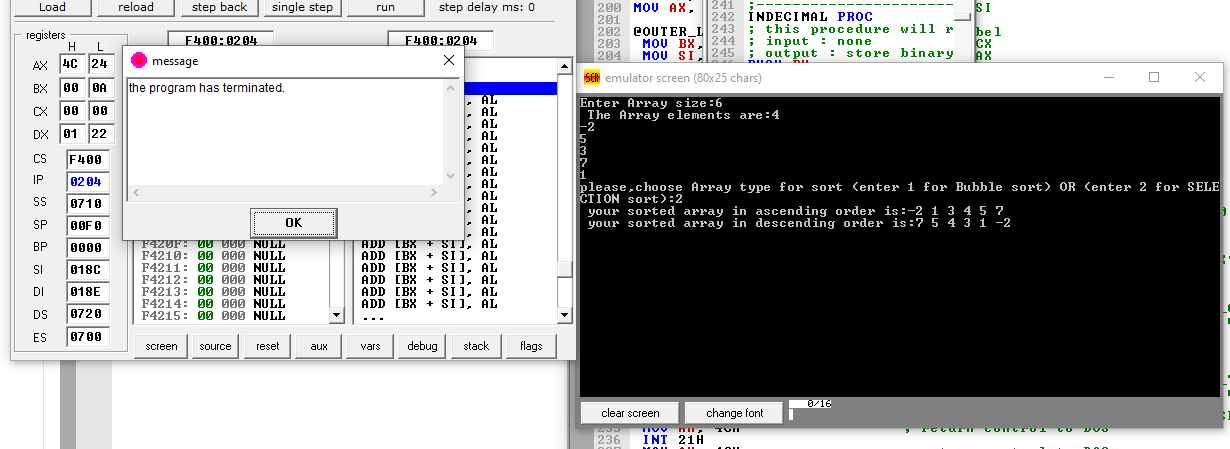 Load reload step back single step run step delay ms: 0
registers
H L
F400:0204 F400:0204
AX 4C 24
BX 00 0A
CX 00 00
DX 01 22
CS F400
IP 0204
SS 0710
SP 00F0
BP 0000
SI 018C
DI 018E
DS 0720
ES 0700
message
the program has terminated.
OK
, AL
, AL
, AL
, AL
, AL
, AL
, AL
, AL
, AL
, AL
, AL
F420F: 00 000 NULL ADD [BX + SI], AL
F4210: 00 000 NULL ADD [BX + SI], AL
F4211: 00 000 NULL ADD [BX + SI], AL
F4212: 00 000 NULL ADD [BX + SI], AL
F4213: 00 000 NULL ADD [BX + SI], AL
F4214: 00 000 NULL ADD [BX + SI], AL
F4215: 00 000 NULL ...
screen source reset aux vars debug stack flags
200 MOV AX,
201
202 @OUTER_L
203 MOV BX,
204 MOV SI,
241 ;
242 INDECIMAL PROC
243 ; this procedure will r
244 ; input : none
245 ; output : store binary
SI
bel
CX
AX
emulator screen (80x25 chars)
Enter Array size:6
The Array elements are:4
-2
5
3
7
1
please,choose Array type for sort (enter 1 for Bubble sort) OR (enter 2 for SELE
CTION sort):2
your sorted array in ascending order is:-2 1 3 4 5 7
your sorted array in descending order is:7 5 4 3 1 -2
clear screen change font 0/16
; return control to DOS
236 INT 21H